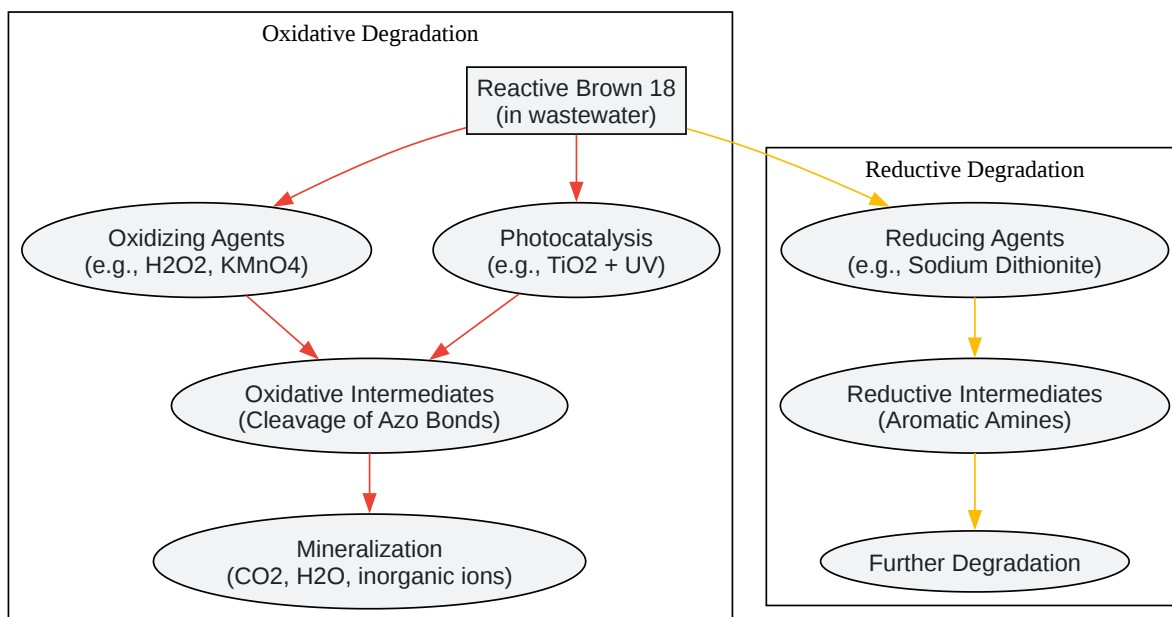 Oxidative Degradation
Reactive Brown 18
(in wastewater)
Reductive Degradation
Oxidizing Agents
(e.g., H2O2, KMnO4)
Photocatalysis
(e.g., TiO2 + UV)
Reducing Agents
(e.g., Sodium Dithionite)
Oxidative Intermediates
(Cleavage of Azo Bonds)
Reductive Intermediates
(Aromatic Amines)
Mineralization
(CO2, H2O, inorganic ions)
Further Degradation